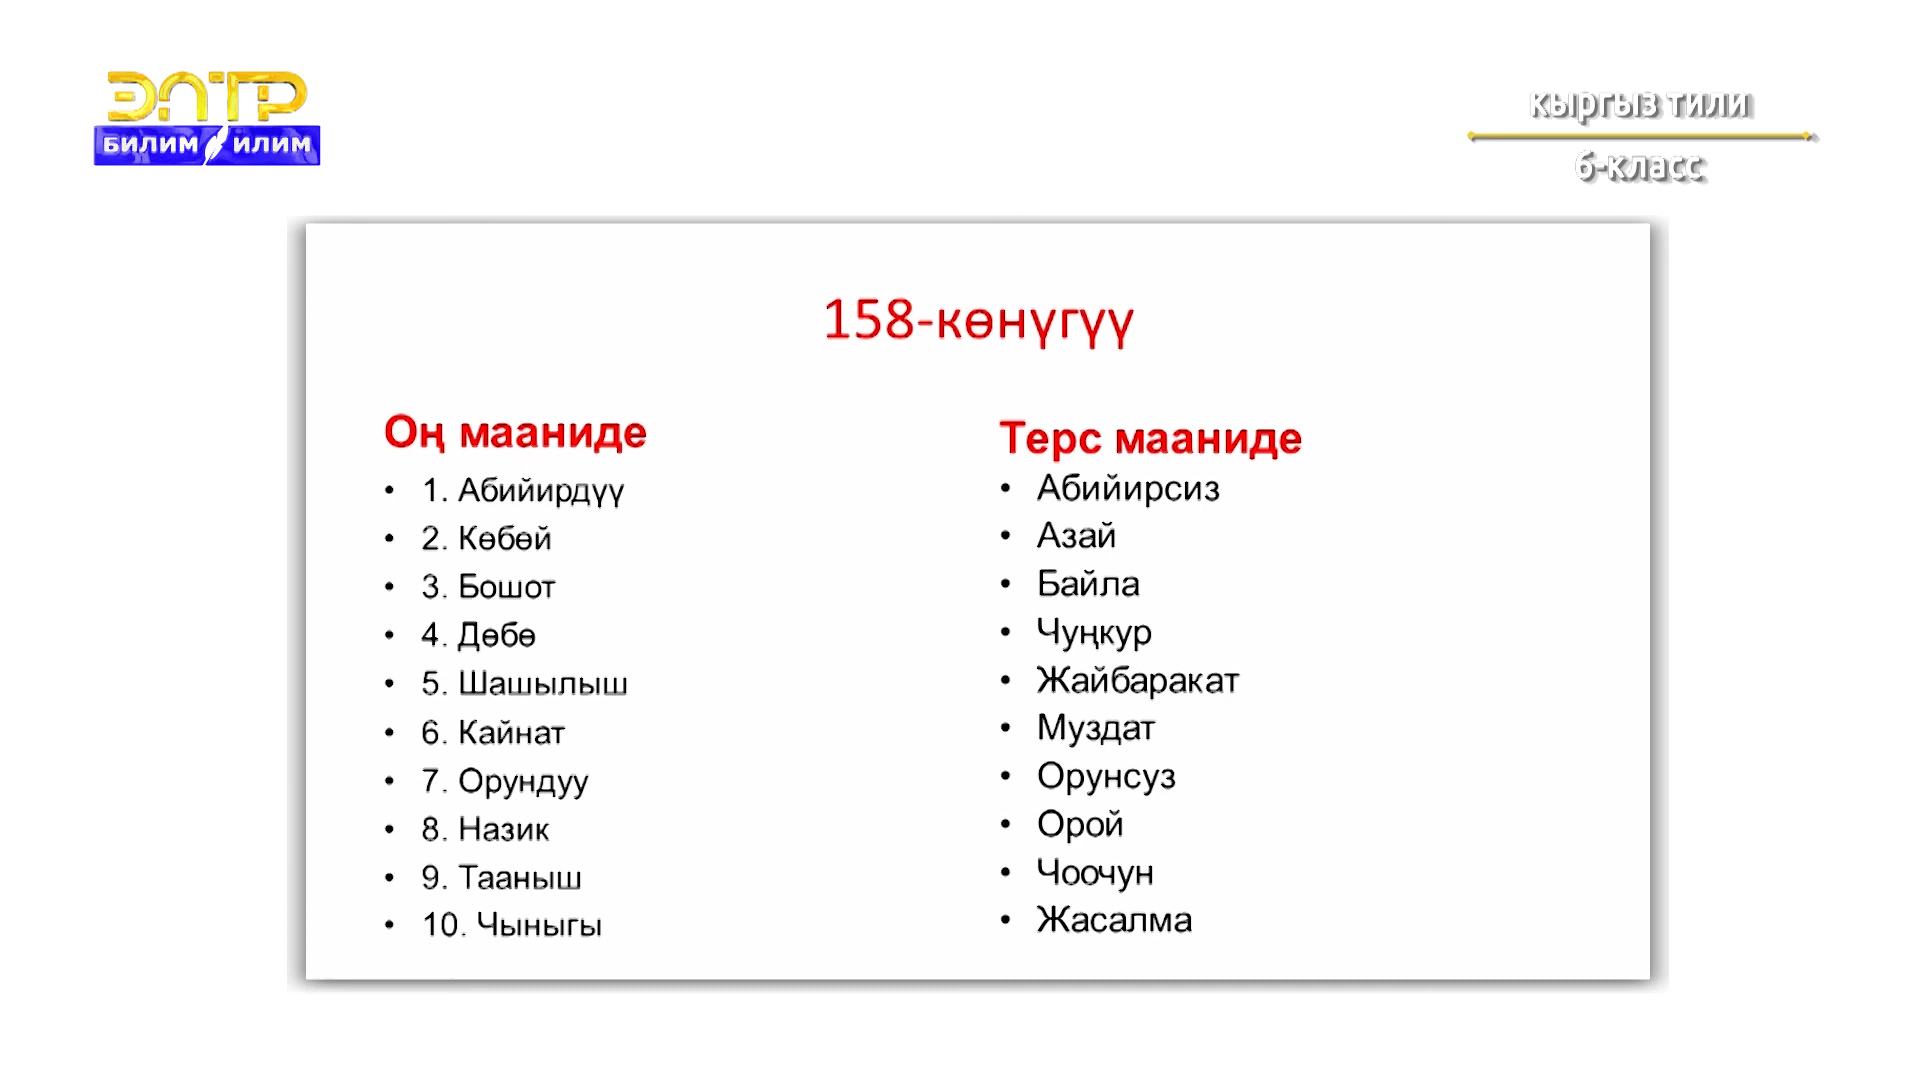 ЭЛТР
БИЛИМ ИЛИМ
кыргыз тили
6-класс
158-көнүгүү
Оң мааниде
• 1. Абийирдүү
• 2. Көбөй
• 3. Бошот
• 4. Дөбө
• 5. Шашылыш
• 6. Кайнат
• 7. Орундуу
• 8. Назик
• 9. Тааныш
• 10. Чыныгы
Терс мааниде
• Абийирсиз
• Азай
• Байла
• Чуңкур
• Жайбаракат
• Муздат
• Орунсуз
• Орой
• Чоочун
• Жасалма